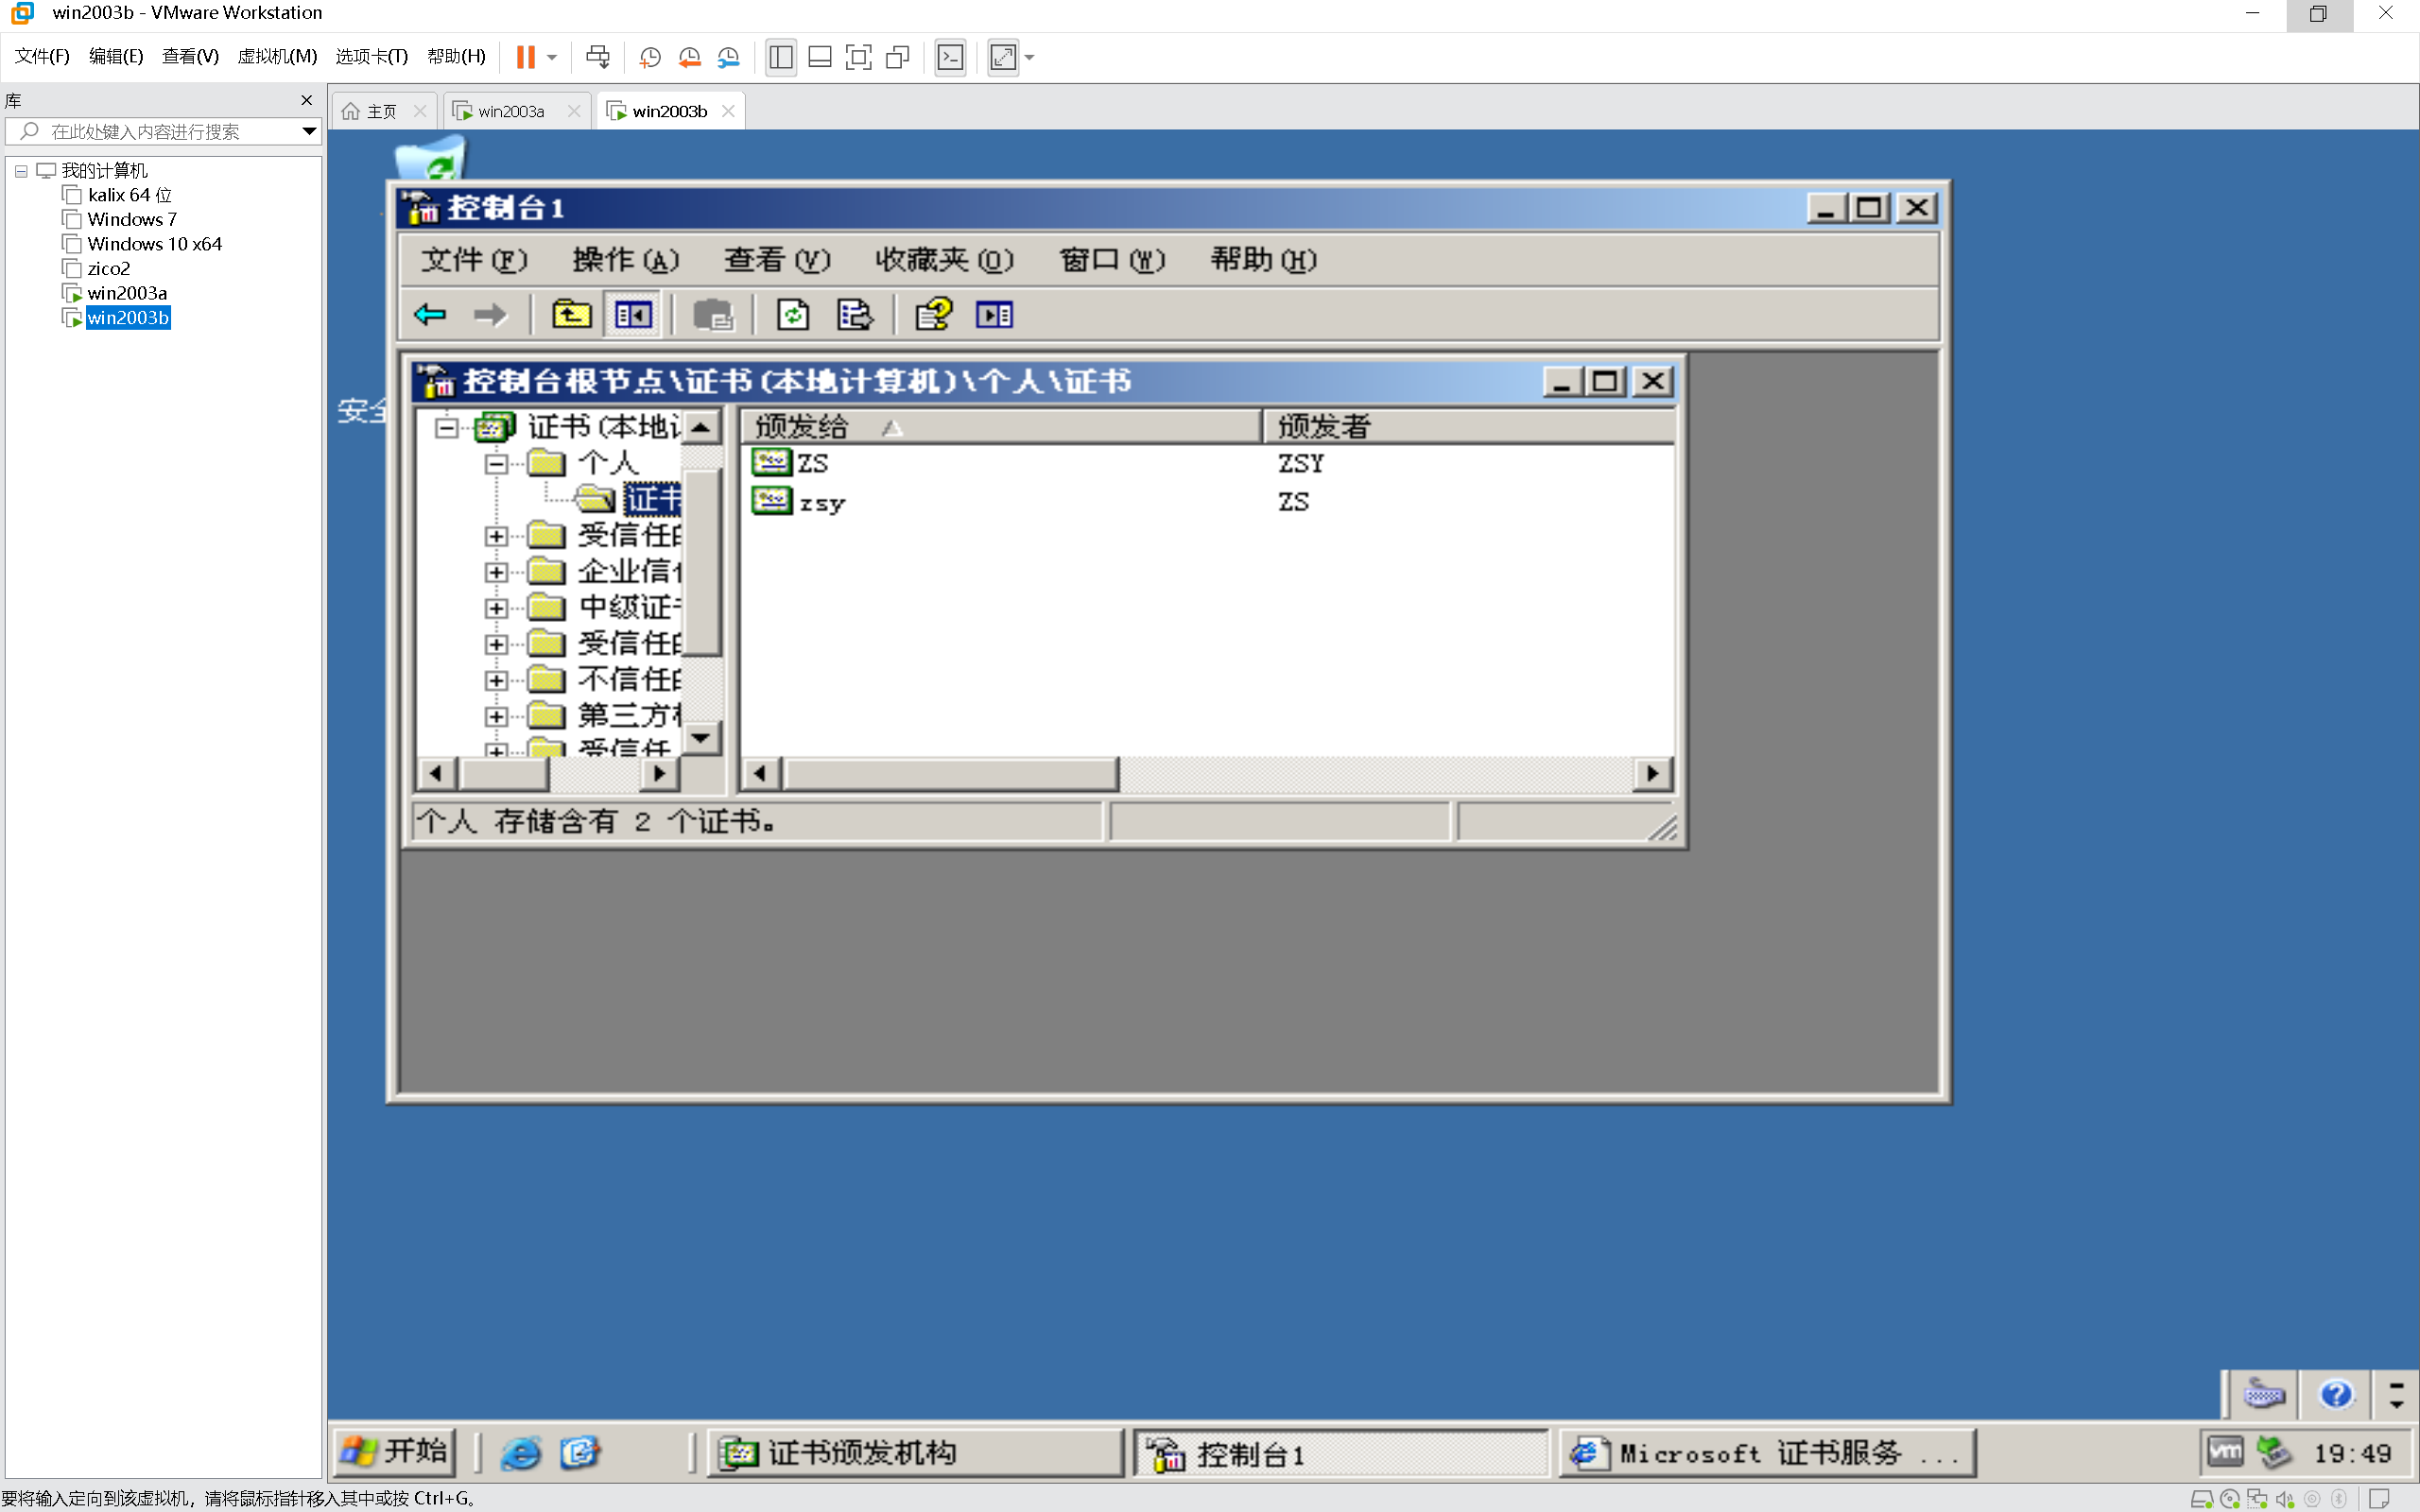 win2003b - VMware Workstation
文件(F) 编辑(E) 查看(V) 虚拟机(M) 选项卡(T) 帮助(H)
库
在此处键入内容进行搜索
主页 win2003a win2003b
我的计算机
kalix 64 位
Windows 7
Windows 10 x64
zico2
win2003a
win2003b
控制台1
文件(F) 操作(A) 查看(V) 收藏夹(O) 窗口(W) 帮助(H)
控制台根节点\证书(本地计算机)\个人\证书
安全
证书(本地计
个人
证书
受信任的
企业信任
中级证书
受信任的
不信任的
第三方根
受信任
颁发给 颁发者
ZS ZSY
zsy ZS
个人 存储含有 2 个证书。
开始 证书颁发机构 控制台1 Microsoft 证书服务 ... vm 19:49
要将输入定向到该虚拟机，请将鼠标指针移入其中或按 Ctrl+G。